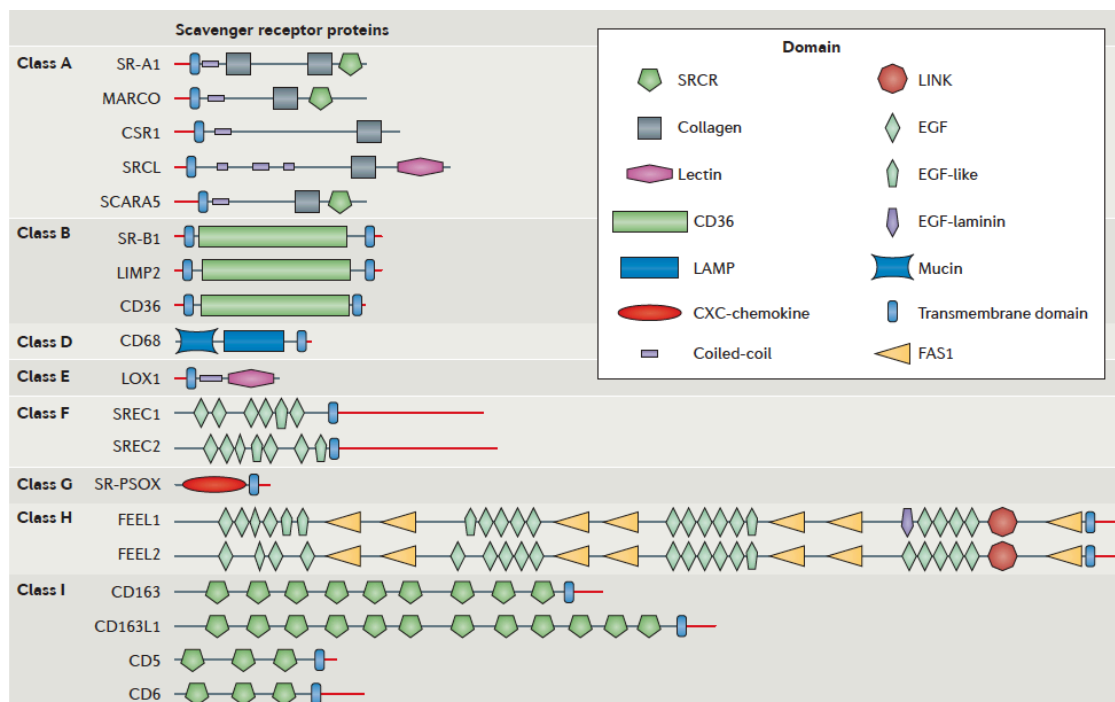 Scavenger receptor proteins
Class A
SR-A1
MARCO
CSR1
SRCL
SCARA5
Class B
SR-B1
LIMP2
CD36
Class D
CD68
Class E
LOX1
Class F
SREC1
SREC2
Class G
SR-PSOX
Class H
FEEL1
FEEL2
Class I
CD163
CD163L1
CD5
CD6
Domain
SRCR
LINK
Collagen
EGF
Lectin
EGF-like
CD36
EGF-laminin
LAMP
Mucin
CXC-chemokine
Transmembrane domain
Coiled-coil
FAS1